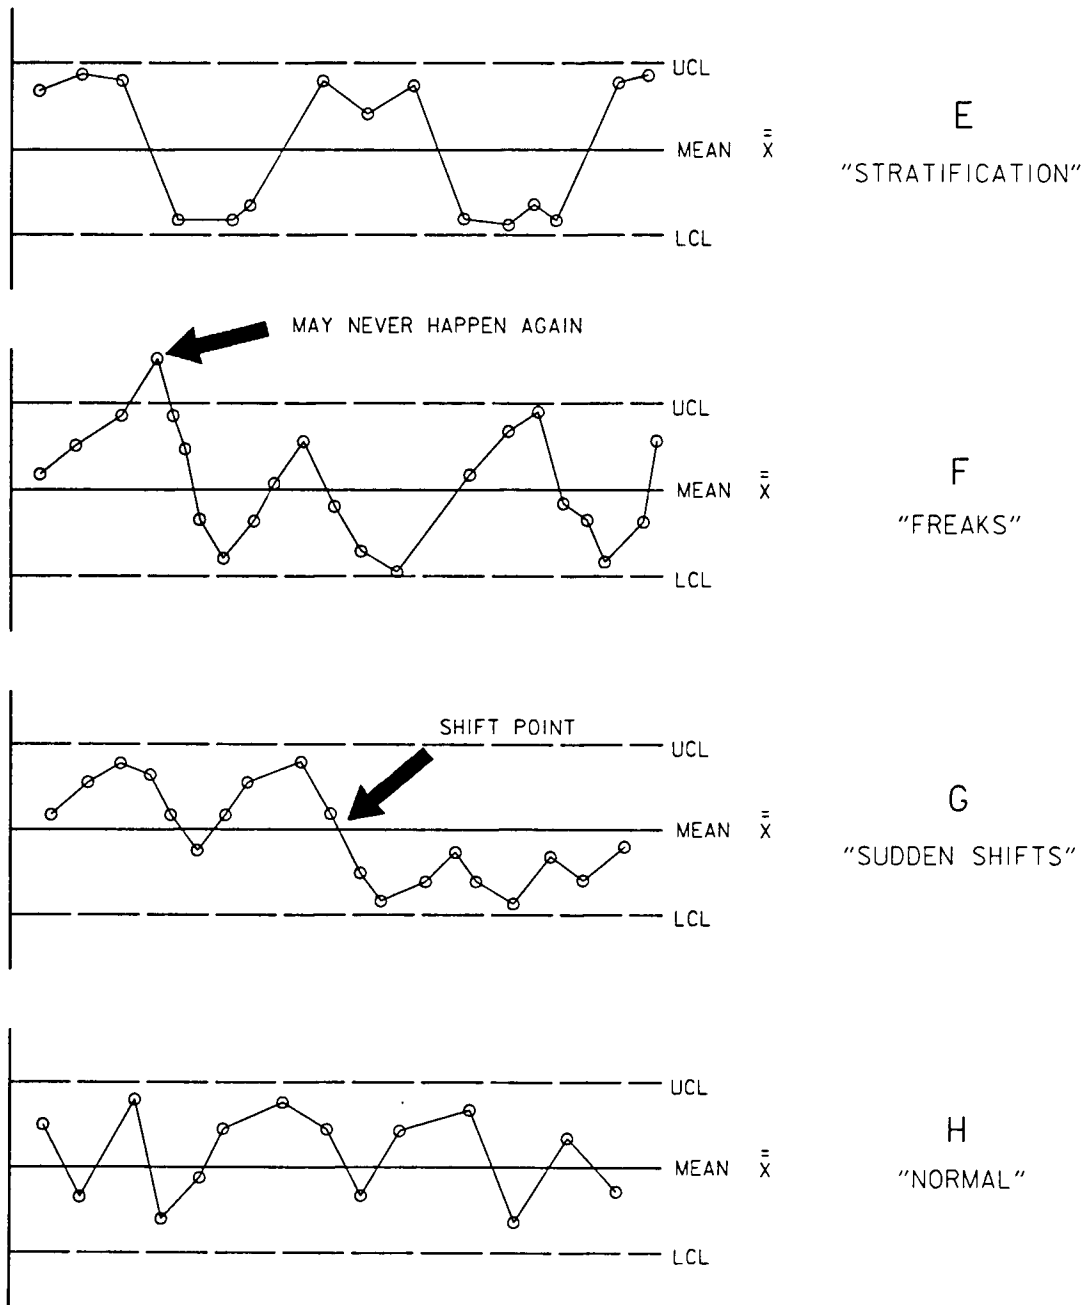 UCL
E
MEAN X̿
"STRATIFICATION"
LCL
MAY NEVER HAPPEN AGAIN
UCL
F
MEAN X̿
"FREAKS"
LCL
SHIFT POINT
UCL
G
MEAN X̿
"SUDDEN SHIFTS"
LCL
UCL
H
MEAN X̿
"NORMAL"
LCL